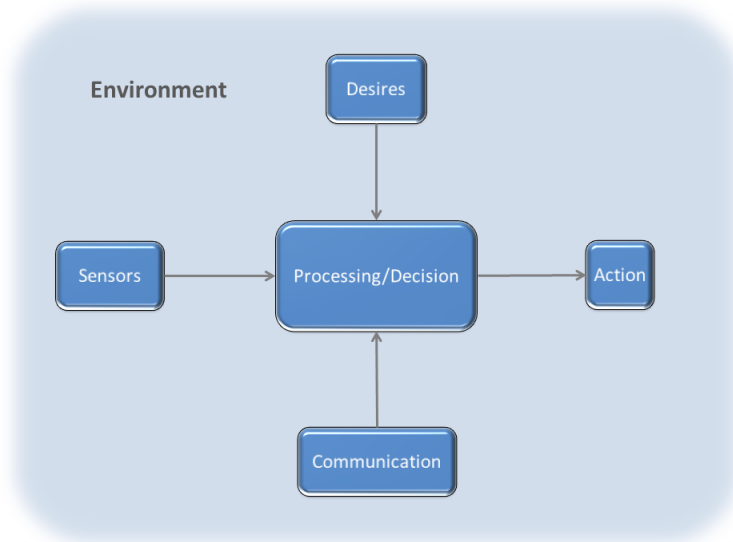 Environment
Desires
Sensors
Processing/Decision
Action
Communication